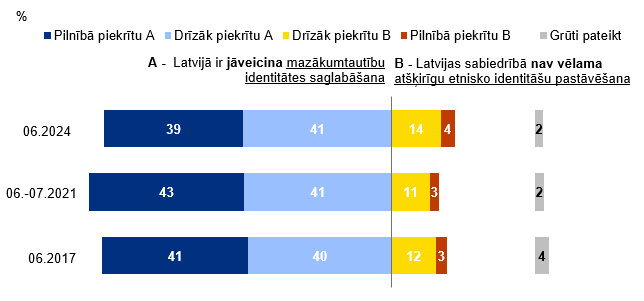 %
Pilnībā piekrītu A Drīzāk piekrītu A Drīzāk piekrītu B Pilnībā piekrītu B Grūti pateikt
A - Latvijā ir jāveicina mazākumtautību
identitātes saglabāšana
B - Latvijas sabiedrībā nav vēlama
atšķirīgu etnisko identitāšu pastāvēšana
06.2024 39 41 14 4 2
06.-07.2021 43 41 11 3 2
06.2017 41 40 12 3 4